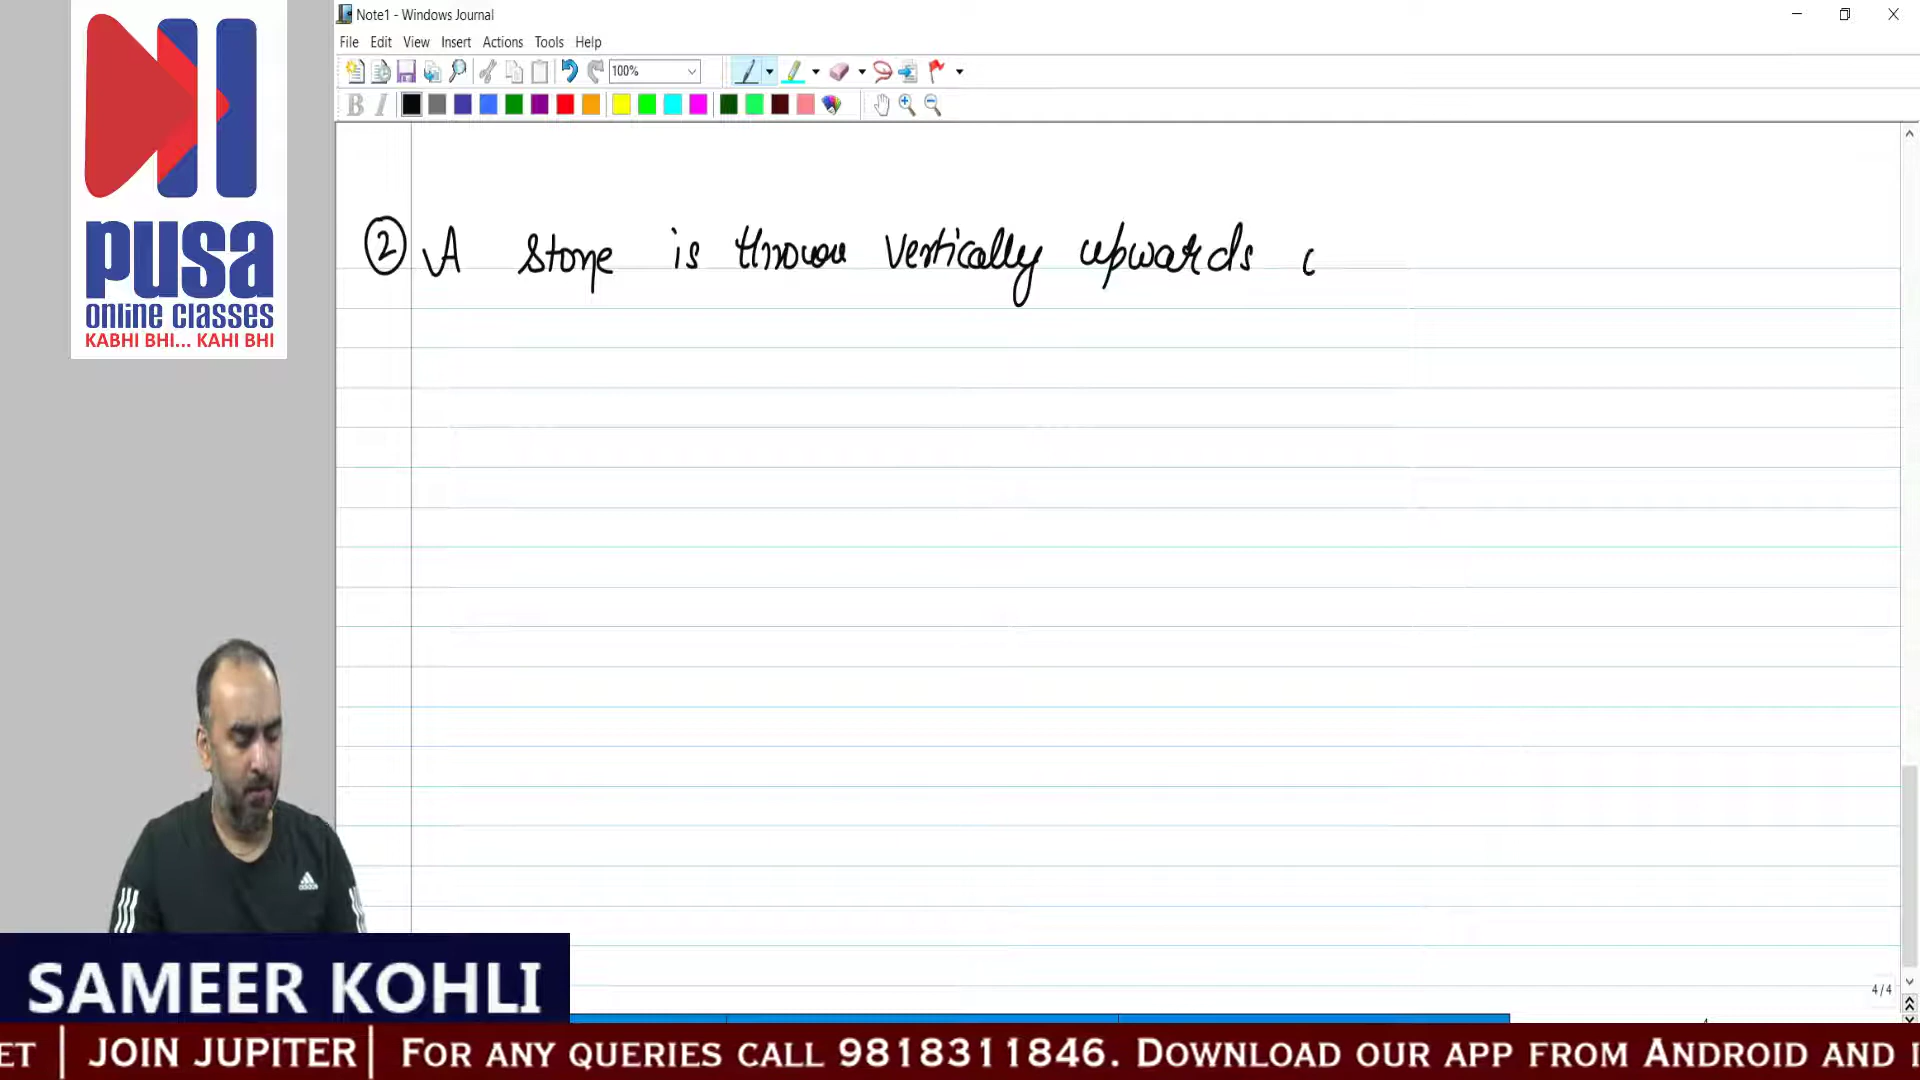 Note1 - Windows Journal
File Edit View Insert Actions Tools Help
100%
B I
PUSA
online classes
KABHI BHI... KAHI BHI
② A stone is thrown vertically upwards
adidas
4/4
SAMEER KOHLI
ET | JOIN JUPITER | FOR ANY QUERIES CALL 9818311846. DOWNLOAD OUR APP FROM ANDROID AND